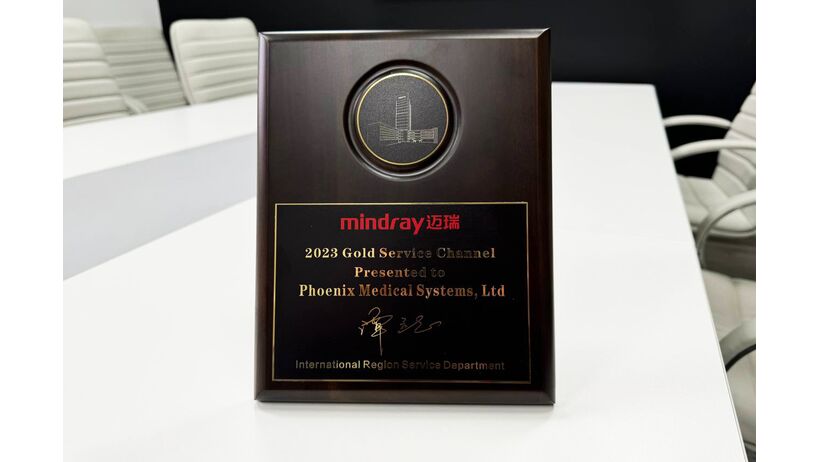 mindray迈瑞
2023 Gold Service Channel
Presented to
Phoenix Medical Systems, Ltd
International Region Service Department